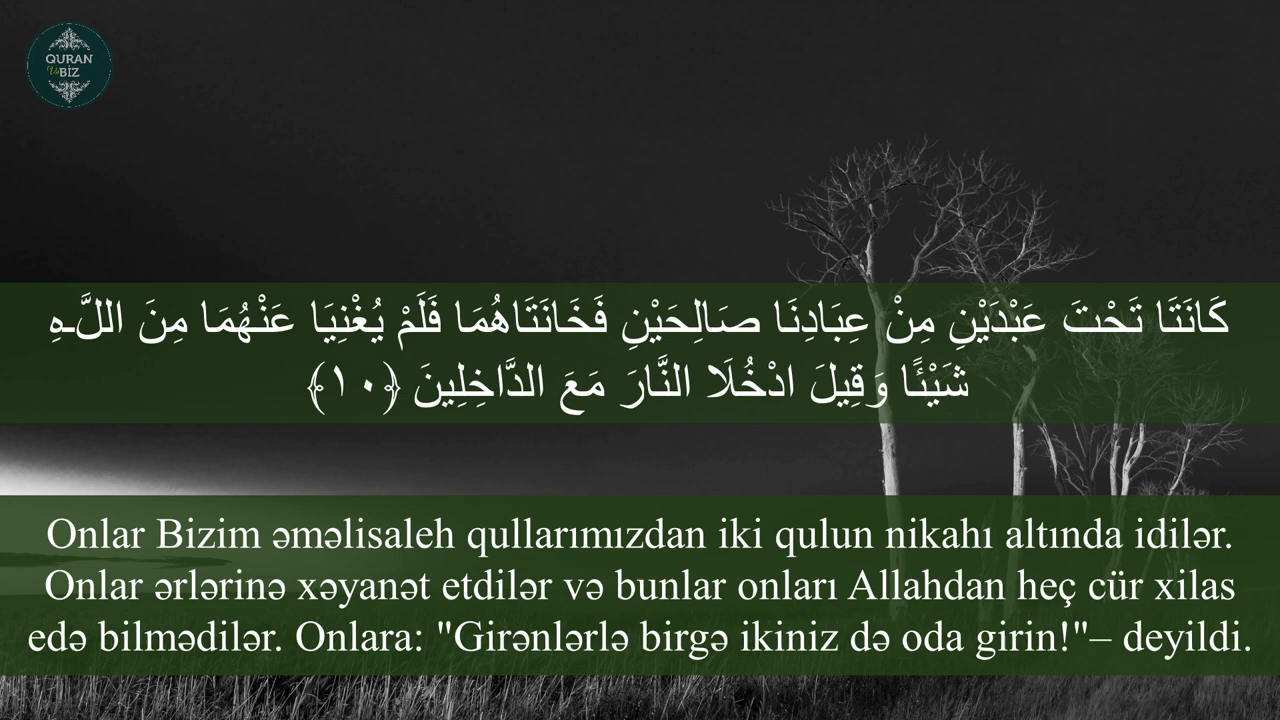 QURAN
Və BİZ
كَانَتَا تَحْتَ عَبْدَيْنِ مِنْ عِبَادِنَا صَالِحَيْنِ فَخَانَتَاهُمَا فَلَمْ يُغْنِيَا عَنْهُمَا مِنَ اللَّـهِ
شَيْئًا وَقِيلَ ادْخُلَا النَّارَ مَعَ الدَّاخِلِينَ ﴿١٠﴾
Onlar Bizim əməlisaleh qullarımızdan iki qulun nikahı altında idilər.
Onlar ərlərinə xəyanət etdilər və bunlar onları Allahdan heç cür xilas
edə bilmədilər. Onlara: "Girənlərlə birgə ikiniz də oda girin!"– deyildi.